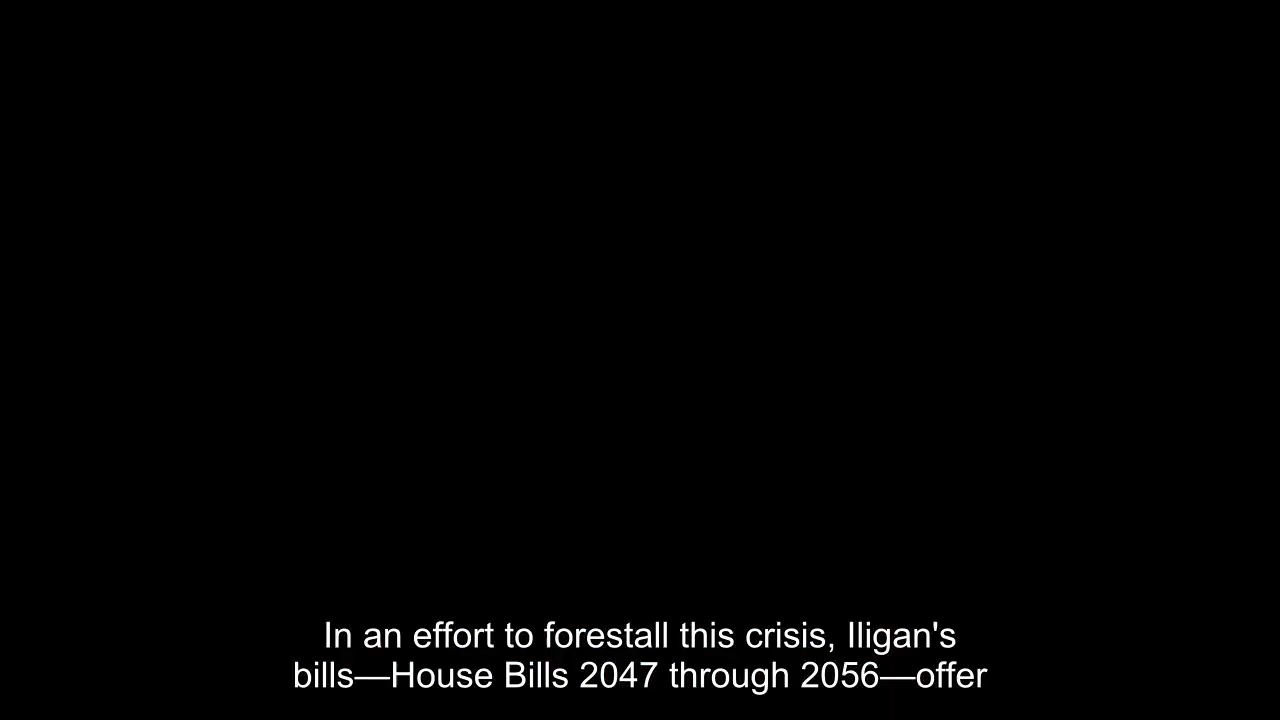 In an effort to forestall this crisis, Iligan's
bills—House Bills 2047 through 2056—offer